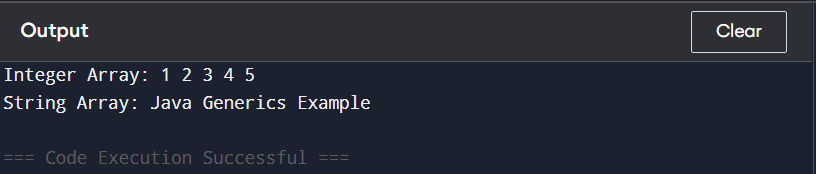 Output
Clear
Integer Array: 1 2 3 4 5
String Array: Java Generics Example
=== Code Execution Successful ===